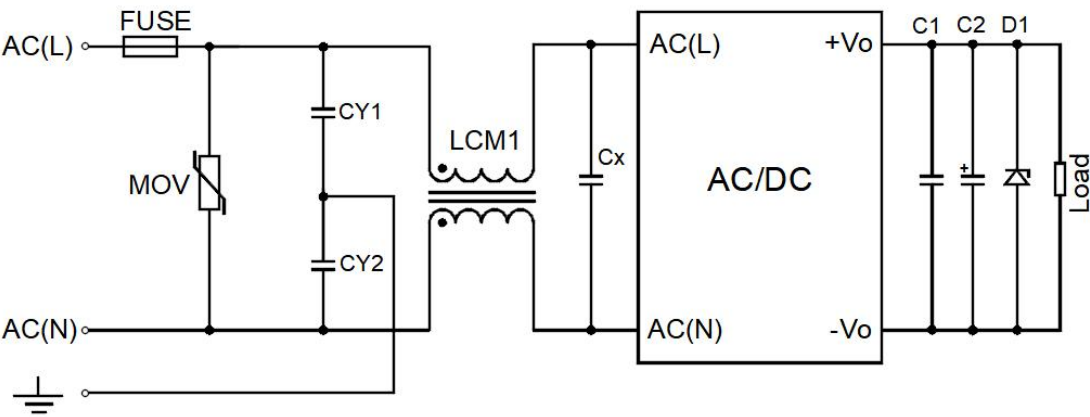 FUSE
AC(L)
C1 C2 D1
AC(L)
+Vo
CY1
LCM1
Cx
MOV
AC/DC
+
Load
CY2
AC(N)
AC(N)
-Vo